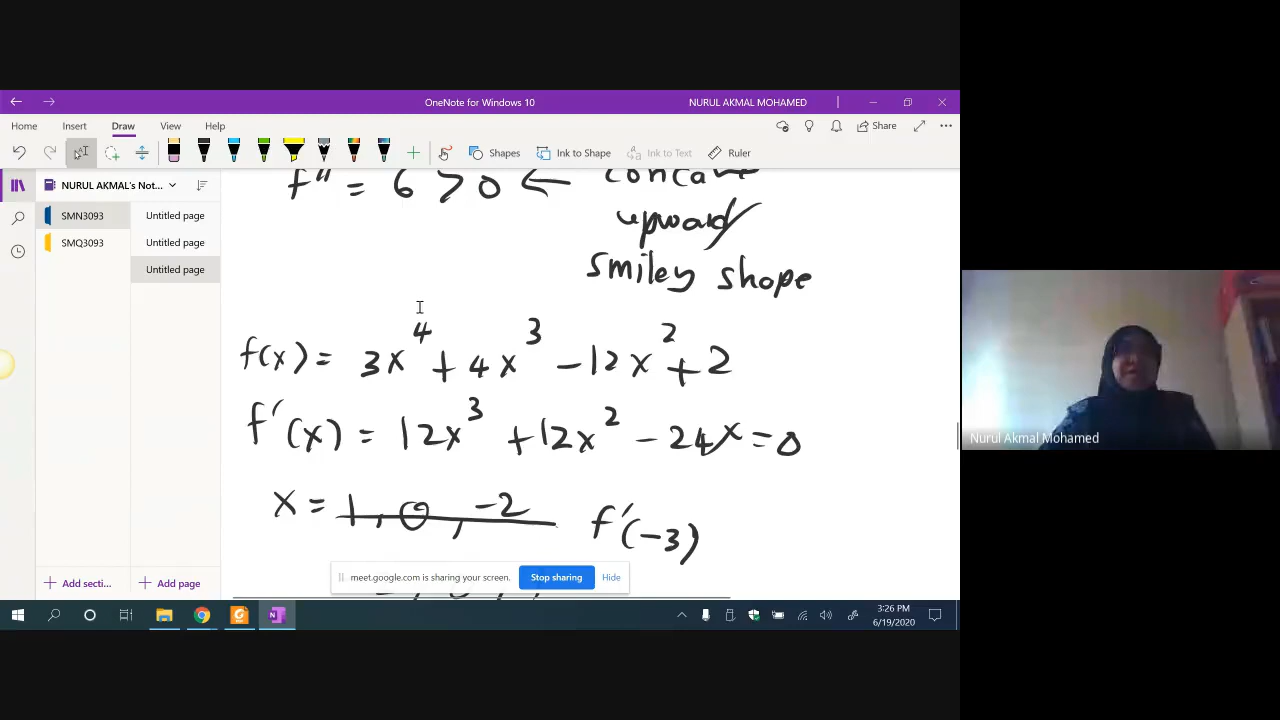 OneNote for Windows 10
NURUL AKMAL MOHAMED
Home Insert Draw View Help
Share
Shapes Ink to Shape Ink to Text Ruler
NURUL AKMAL's Not...
SMN3093
SMQ3093
Untitled page
Untitled page
Untitled page
f" = 6 > 0 ← concave
upward
smiley shape
f(x) = 3x⁴ + 4x³ - 12x² + 2
f'(x) = 12x³ + 12x² - 24x = 0
x = 1, 0, -2 f'(-3)
meet.google.com is sharing your screen. Stop sharing Hide
Add secti... Add page
Nurul Akmal Mohamed
3:26 PM
6/19/2020